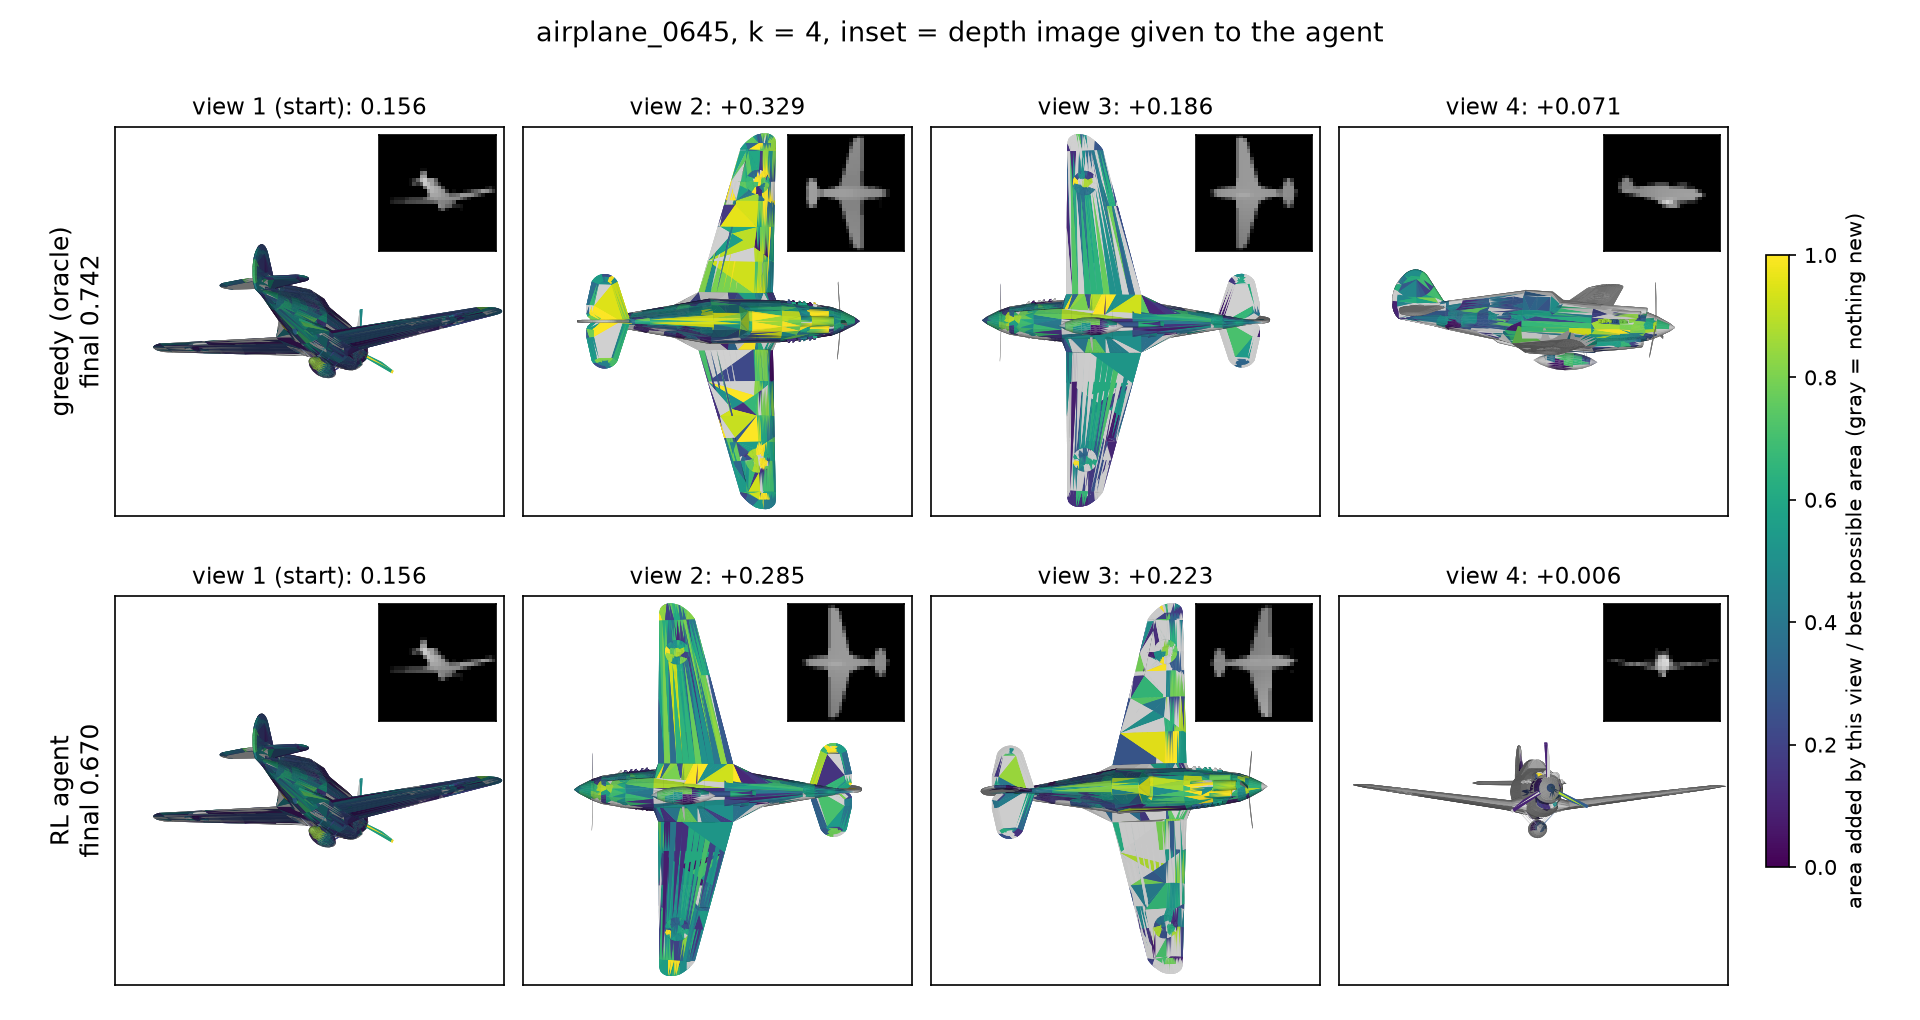 airplane_0645, k = 4, inset = depth image given to the agent
greedy (oracle)
final 0.742
view 1 (start): 0.156
view 2: +0.329
view 3: +0.186
view 4: +0.071
RL agent
final 0.670
view 1 (start): 0.156
view 2: +0.285
view 3: +0.223
view 4: +0.006
1.0
0.8
0.6
0.4
0.2
0.0
area added by this view / best possible area (gray = nothing new)